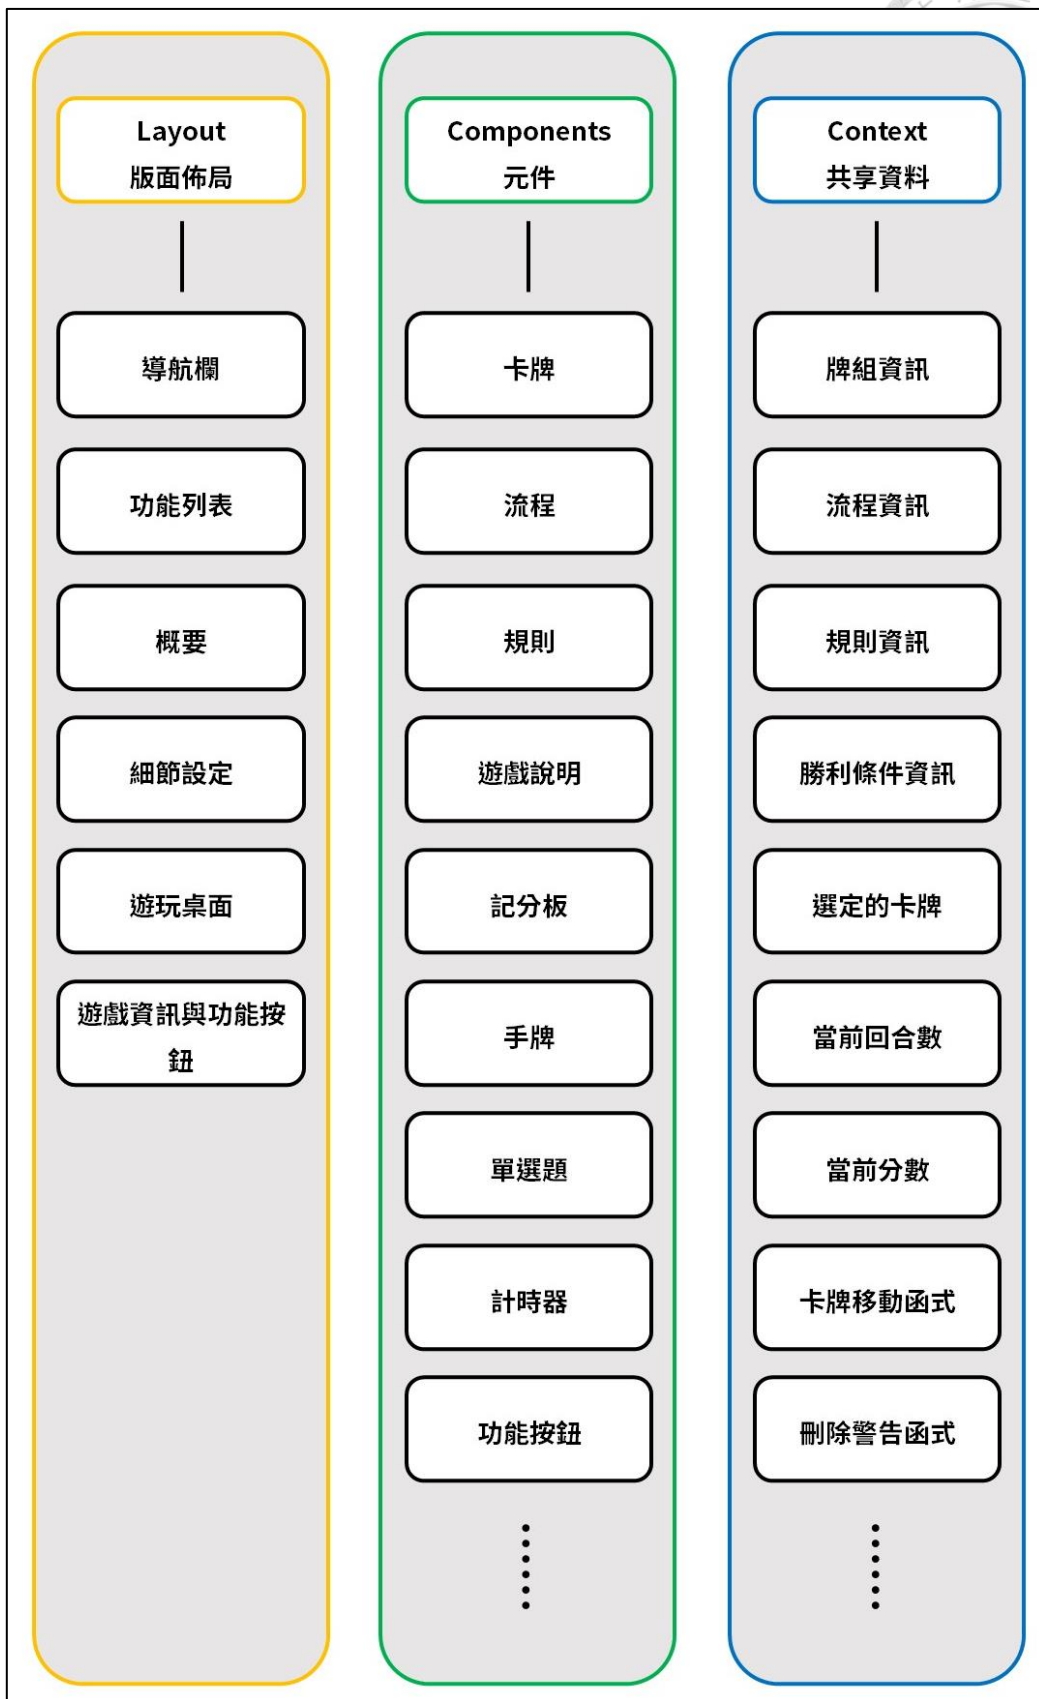 Layout
版面佈局
導航欄
功能列表
概要
細節設定
遊玩桌面
遊戲資訊與功能按
鈕
Components
元件
卡牌
流程
規則
遊戲說明
記分板
手牌
單選題
計時器
功能按鈕
Context
共享資料
牌組資訊
流程資訊
規則資訊
勝利條件資訊
選定的卡牌
當前回合數
當前分數
卡牌移動函式
刪除警告函式